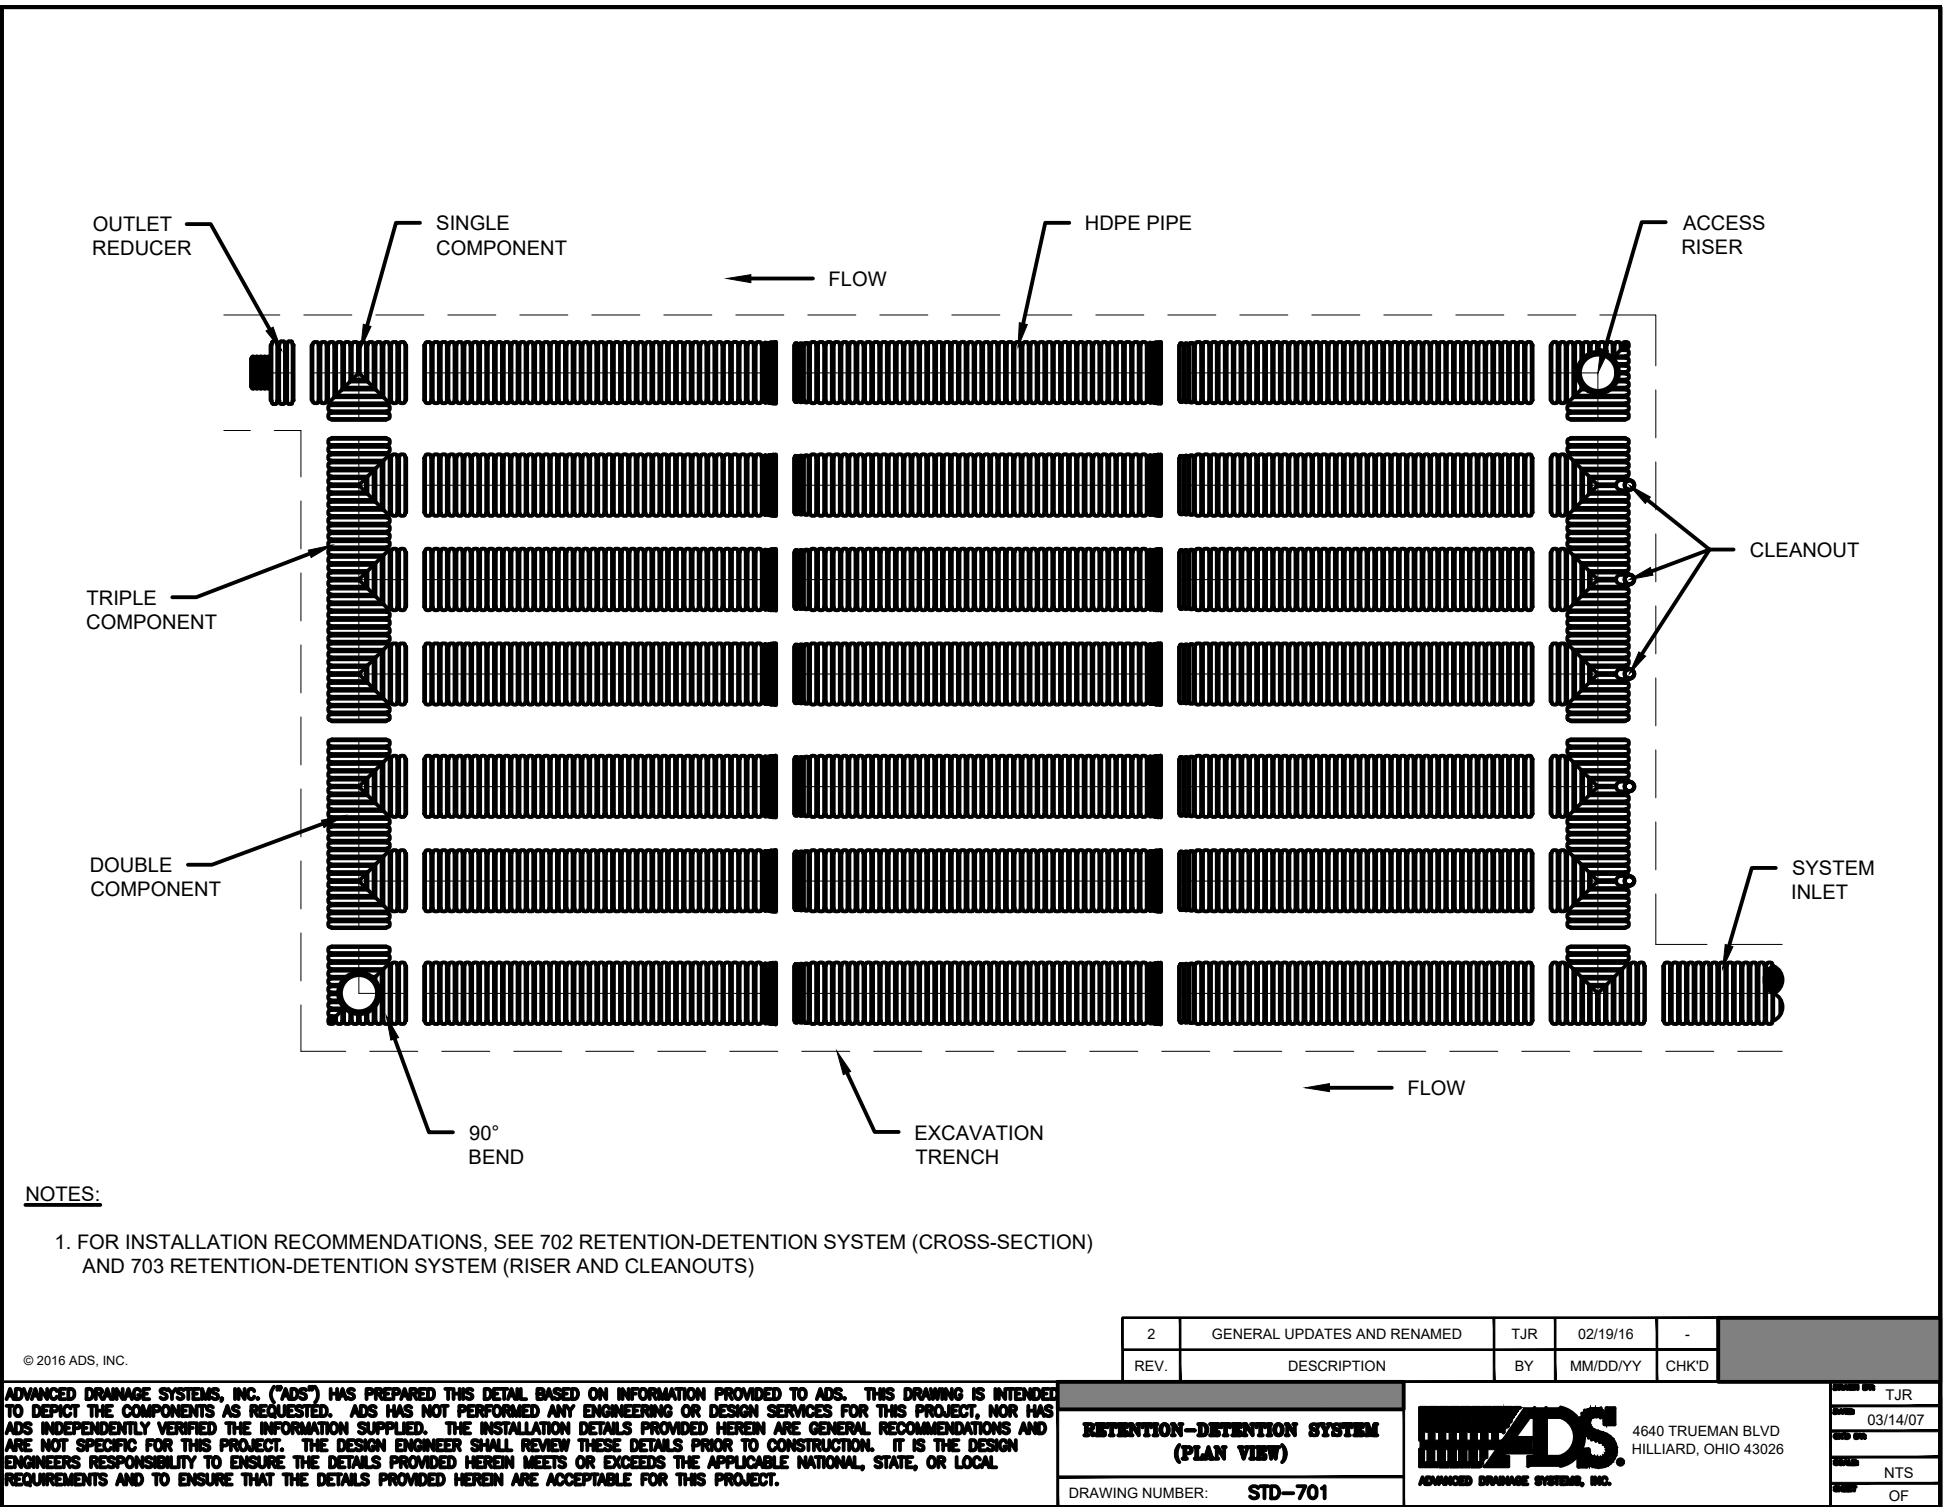 OUTLET
REDUCER
SINGLE
COMPONENT
HDPE PIPE
ACCESS
RISER
FLOW
CLEANOUT
TRIPLE
COMPONENT
DOUBLE
COMPONENT
SYSTEM
INLET
FLOW
90°
BEND
EXCAVATION
TRENCH
NOTES:
1. FOR INSTALLATION RECOMMENDATIONS, SEE 702 RETENTION-DETENTION SYSTEM (CROSS-SECTION)
AND 703 RETENTION-DETENTION SYSTEM (RISER AND CLEANOUTS)
2 GENERAL UPDATES AND RENAMED TJR 02/19/16 -
REV. DESCRIPTION BY MM/DD/YY CHK'D
© 2016 ADS, INC.
ADVANCED DRAINAGE SYSTEMS, INC. ("ADS") HAS PREPARED THIS DETAIL BASED ON INFORMATION PROVIDED TO ADS. THIS DRAWING IS INTENDED
TO DEPICT THE COMPONENTS AS REQUESTED. ADS HAS NOT PERFORMED ANY ENGINEERING OR DESIGN SERVICES FOR THIS PROJECT, NOR HAS
ADS INDEPENDENTLY VERIFIED THE INFORMATION SUPPLIED. THE INSTALLATION DETAILS PROVIDED HEREIN ARE GENERAL RECOMMENDATIONS AND
ARE NOT SPECIFIC FOR THIS PROJECT. THE DESIGN ENGINEER SHALL REVIEW THESE DETAILS PRIOR TO CONSTRUCTION. IT IS THE DESIGN
ENGINEERS RESPONSIBILITY TO ENSURE THE DETAILS PROVIDED HEREIN MEETS OR EXCEEDS THE APPLICABLE NATIONAL, STATE, OR LOCAL
REQUIREMENTS AND TO ENSURE THAT THE DETAILS PROVIDED HEREIN ARE ACCEPTABLE FOR THIS PROJECT.
RETENTION-DETENTION SYSTEM
(PLAN VIEW)
DRAWING NUMBER: STD-701
ADS
ADVANCED DRAINAGE SYSTEMS, INC.
4640 TRUEMAN BLVD
HILLIARD, OHIO 43026
TJR
03/14/07
NTS
OF